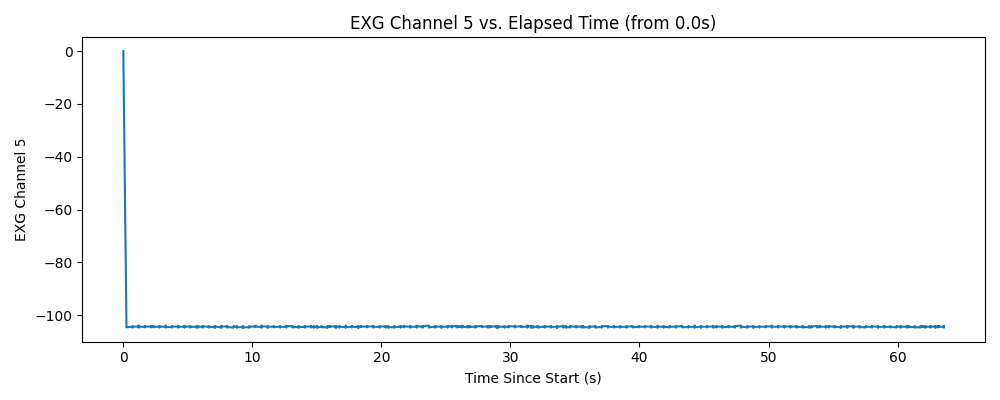 EXG Channel 5 vs. Elapsed Time (from 0.0s)
EXG Channel 5
0
−20
−40
−60
−80
−100
0 10 20 30 40 50 60
Time Since Start (s)